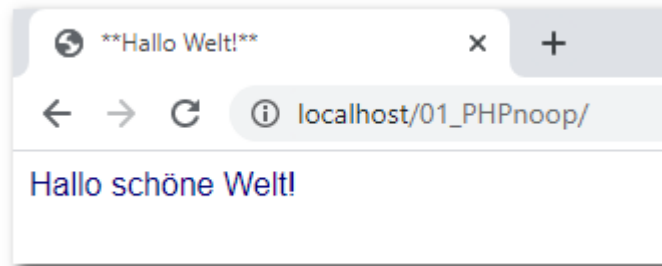 **Hallo Welt!**
localhost/01_PHPnoop/
Hallo schöne Welt!